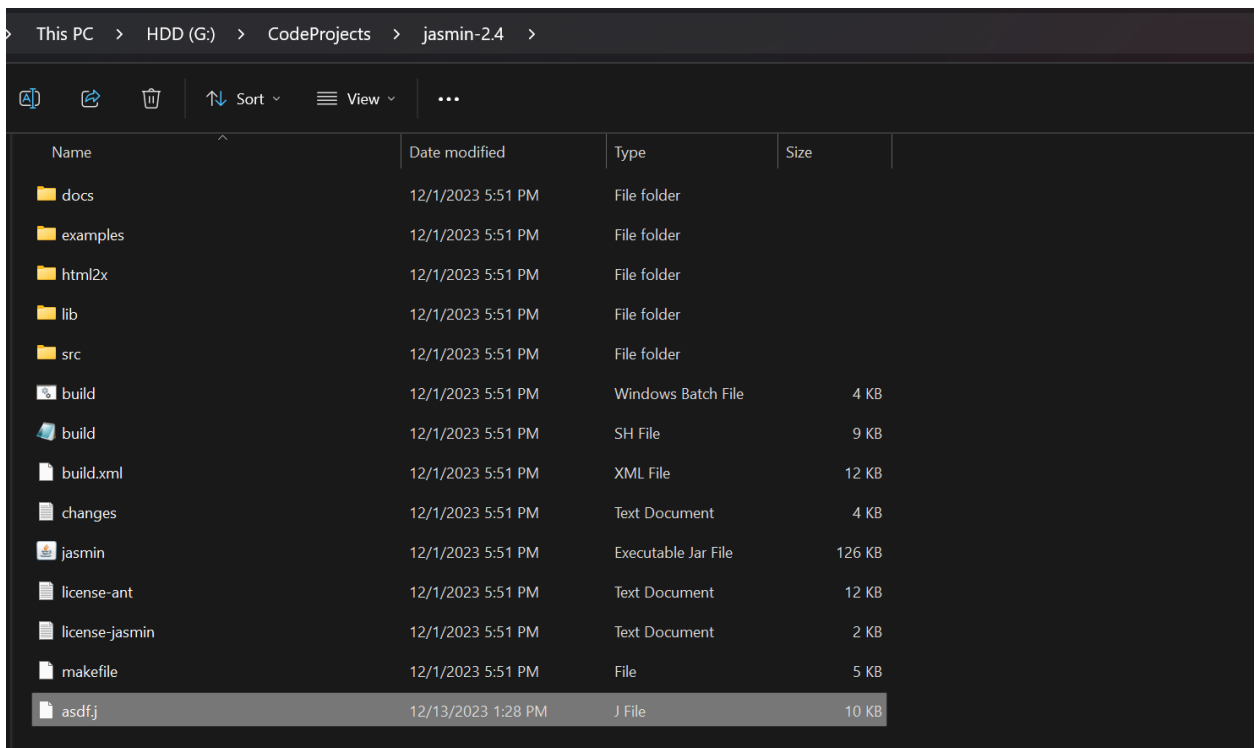 This PC > HDD (G:) > CodeProjects > jasmin-2.4 >
Sort View ...
Name Date modified Type Size
docs 12/1/2023 5:51 PM File folder
examples 12/1/2023 5:51 PM File folder
html2x 12/1/2023 5:51 PM File folder
lib 12/1/2023 5:51 PM File folder
src 12/1/2023 5:51 PM File folder
build 12/1/2023 5:51 PM Windows Batch File 4 KB
build 12/1/2023 5:51 PM SH File 9 KB
build.xml 12/1/2023 5:51 PM XML File 12 KB
changes 12/1/2023 5:51 PM Text Document 4 KB
jasmin 12/1/2023 5:51 PM Executable Jar File 126 KB
license-ant 12/1/2023 5:51 PM Text Document 12 KB
license-jasmin 12/1/2023 5:51 PM Text Document 2 KB
makefile 12/1/2023 5:51 PM File 5 KB
asdf.j 12/13/2023 1:28 PM J File 10 KB